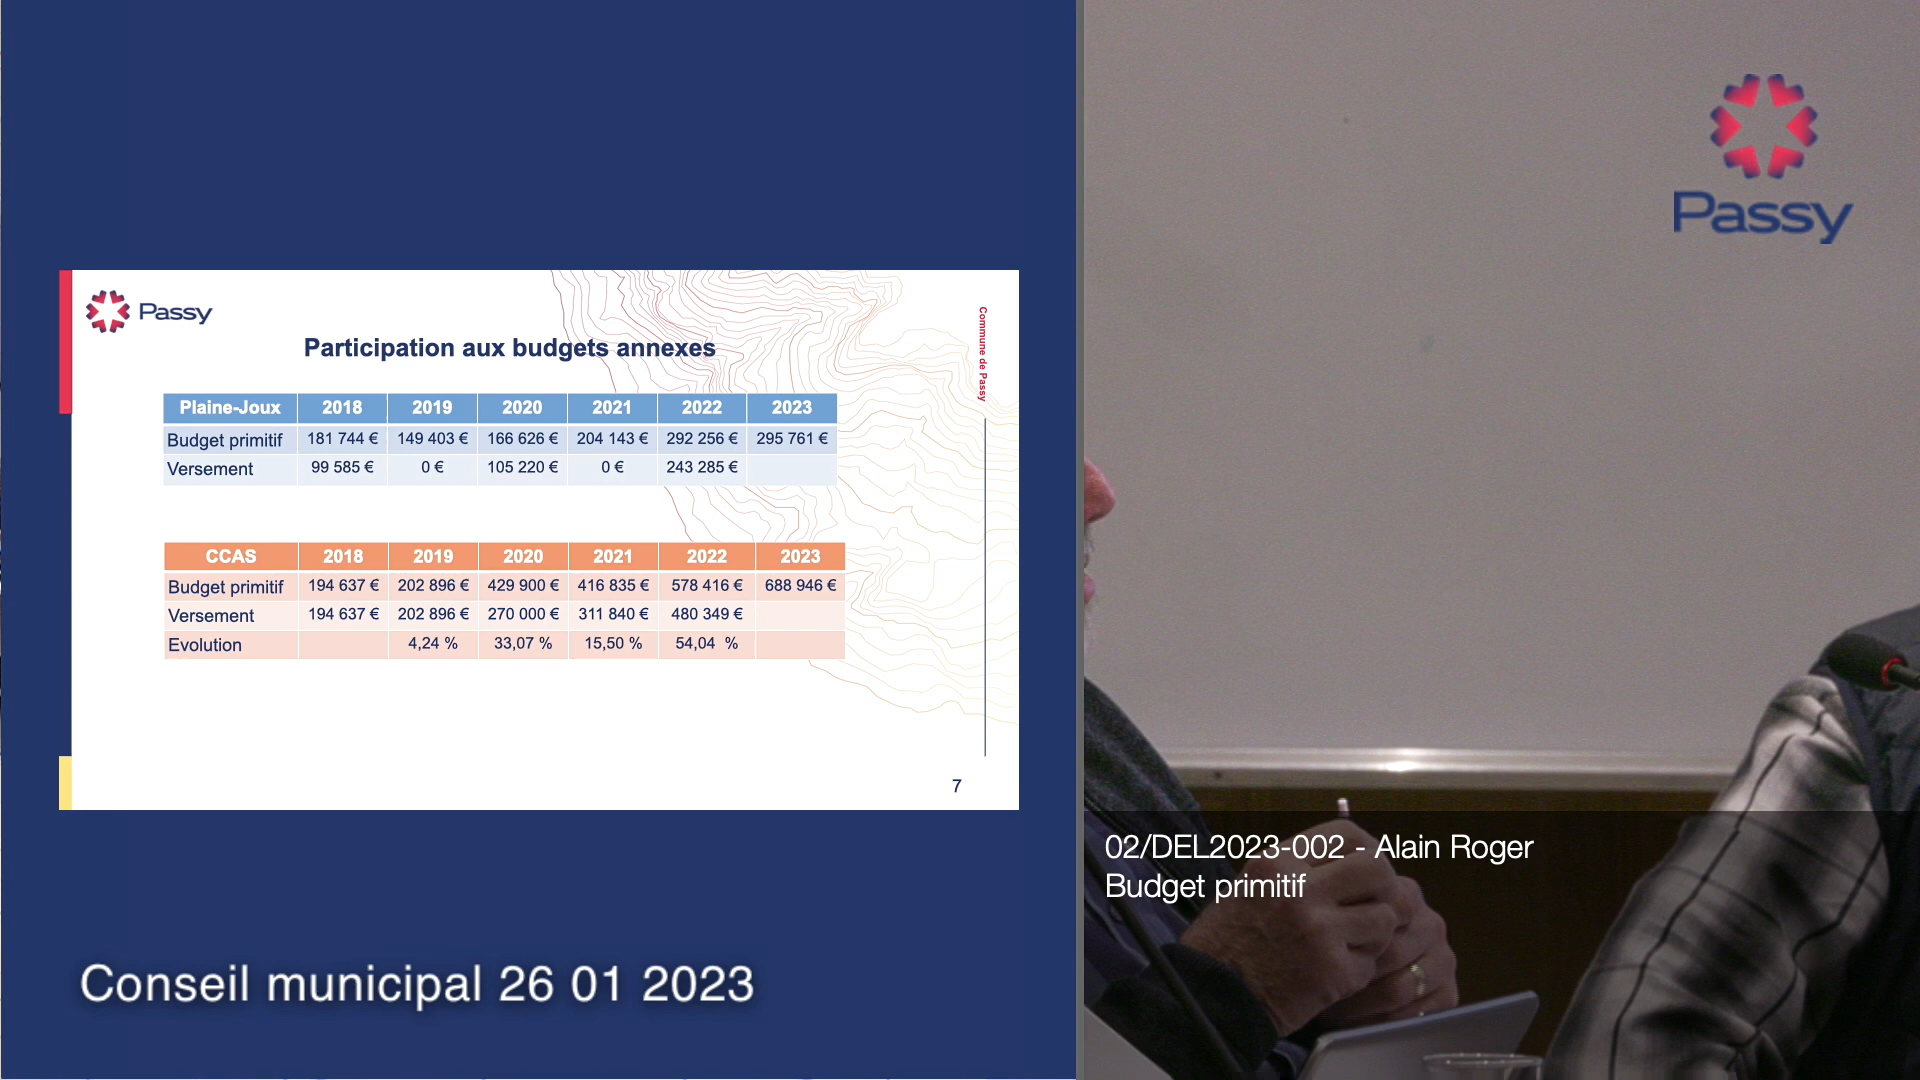 Passy
Participation aux budgets annexes
Commune de Passy
Plaine-Joux 2018 2019 2020 2021 2022 2023
Budget primitif 181 744 € 149 403 € 166 626 € 204 143 € 292 256 € 295 761 €
Versement 99 585 € 0 € 105 220 € 0 € 243 285 €
CCAS 2018 2019 2020 2021 2022 2023
Budget primitif 194 637 € 202 896 € 429 900 € 416 835 € 578 416 € 688 946 €
Versement 194 637 € 202 896 € 270 000 € 311 840 € 480 349 €
Evolution 4,24 % 33,07 % 15,50 % 54,04 %
7
Conseil municipal 26 01 2023
Passy
02/DEL2023-002 - Alain Roger
Budget primitif